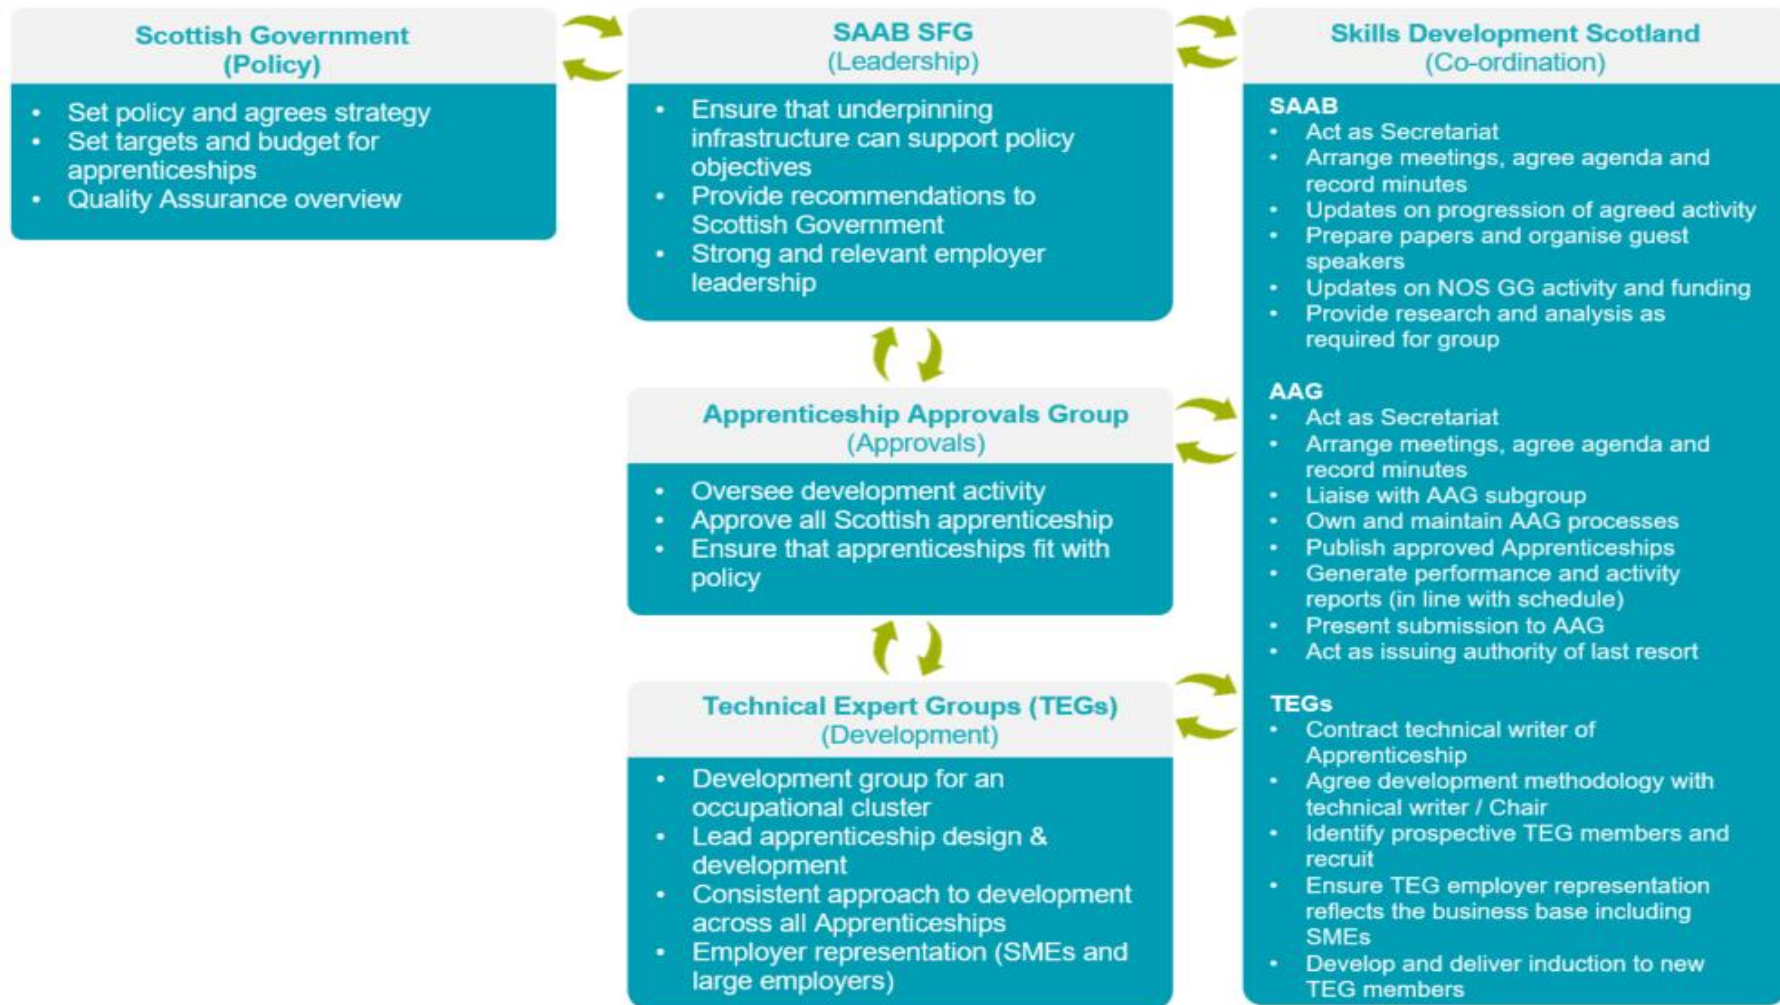 Scottish Government
(Policy)
• Set policy and agrees strategy
• Set targets and budget for
apprenticeships
• Quality Assurance overview
SAAB SFG
(Leadership)
• Ensure that underpinning
infrastructure can support policy
objectives
• Provide recommendations to
Scottish Government
• Strong and relevant employer
leadership
Apprenticeship Approvals Group
(Approvals)
• Oversee development activity
• Approve all Scottish apprenticeship
• Ensure that apprenticeships fit with
policy
Technical Expert Groups (TEGs)
(Development)
• Development group for an
occupational cluster
• Lead apprenticeship design &
development
• Consistent approach to development
across all Apprenticeships
• Employer representation (SMEs and
large employers)
Skills Development Scotland
(Co-ordination)
SAAB
• Act as Secretariat
• Arrange meetings, agree agenda and
record minutes
• Updates on progression of agreed activity
• Prepare papers and organise guest
speakers
• Updates on NOS GG activity and funding
• Provide research and analysis as
required for group
AAG
• Act as Secretariat
• Arrange meetings, agree agenda and
record minutes
• Liaise with AAG subgroup
• Own and maintain AAG processes
• Publish approved Apprenticeships
• Generate performance and activity
reports (in line with schedule)
• Present submission to AAG
• Act as issuing authority of last resort
TEGs
• Contract technical writer of
Apprenticeship
• Agree development methodology with
technical writer / Chair
• Identify prospective TEG members and
recruit
• Ensure TEG employer representation
reflects the business base including
SMEs
• Develop and deliver induction to new
TEG members